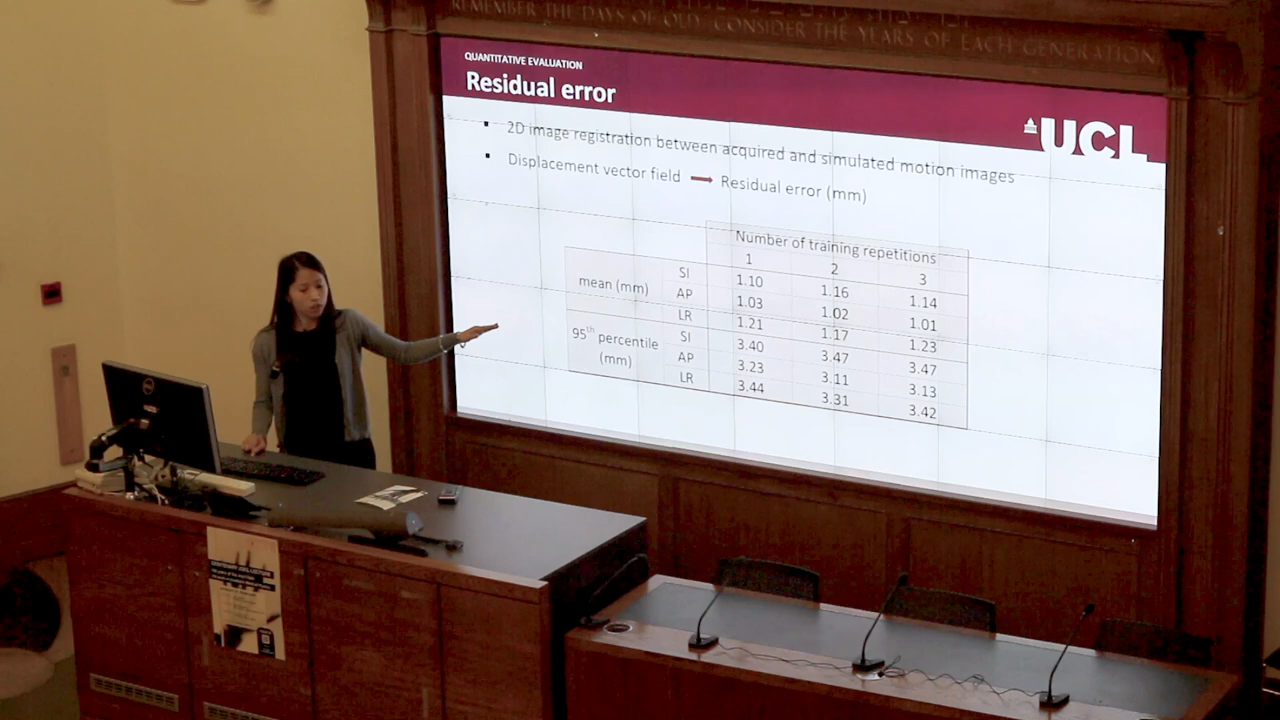 REMEMBER THE DAYS OF OLD CONSIDER THE YEARS OF EACH GENERATION
QUANTITATIVE EVALUATION
Residual error
UCL
▪ 2D image registration between acquired and simulated motion images
▪ Displacement vector field ➡ Residual error (mm)
Number of training repetitions
1 2 3
mean (mm) SI 1.10 1.16 1.14
AP 1.03 1.02 1.01
LR 1.21 1.17 1.23
95th percentile (mm) SI 3.40 3.47 3.47
AP 3.23 3.11 3.13
LR 3.44 3.31 3.42
DELL